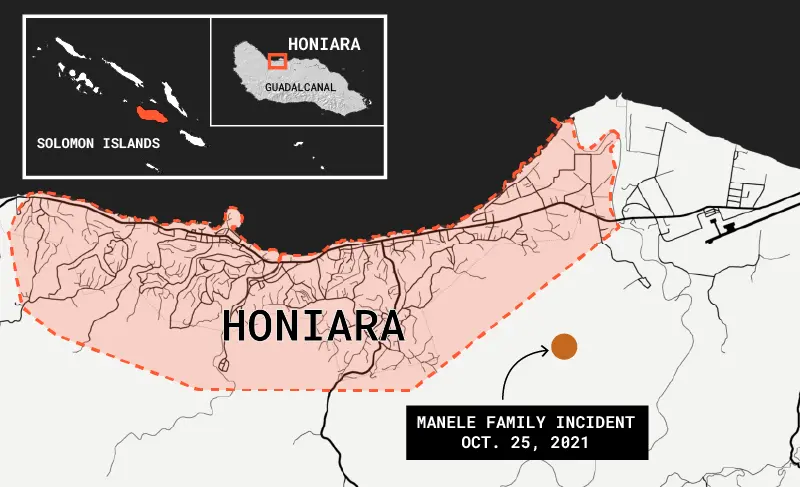 HONIARA
GUADALCANAL
SOLOMON ISLANDS
HONIARA
MANELE FAMILY INCIDENT
OCT. 25, 2021